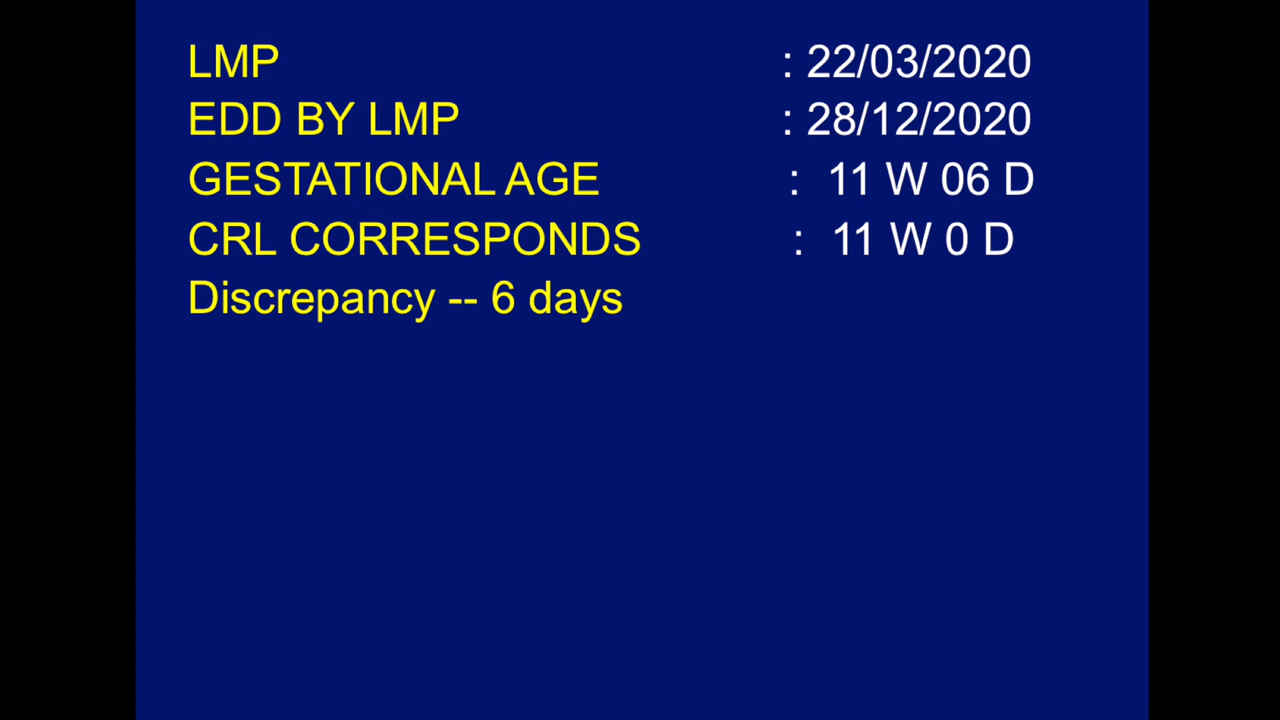 LMP : 22/03/2020
EDD BY LMP : 28/12/2020
GESTATIONAL AGE : 11 W 06 D
CRL CORRESPONDS : 11 W 0 D
Discrepancy -- 6 days